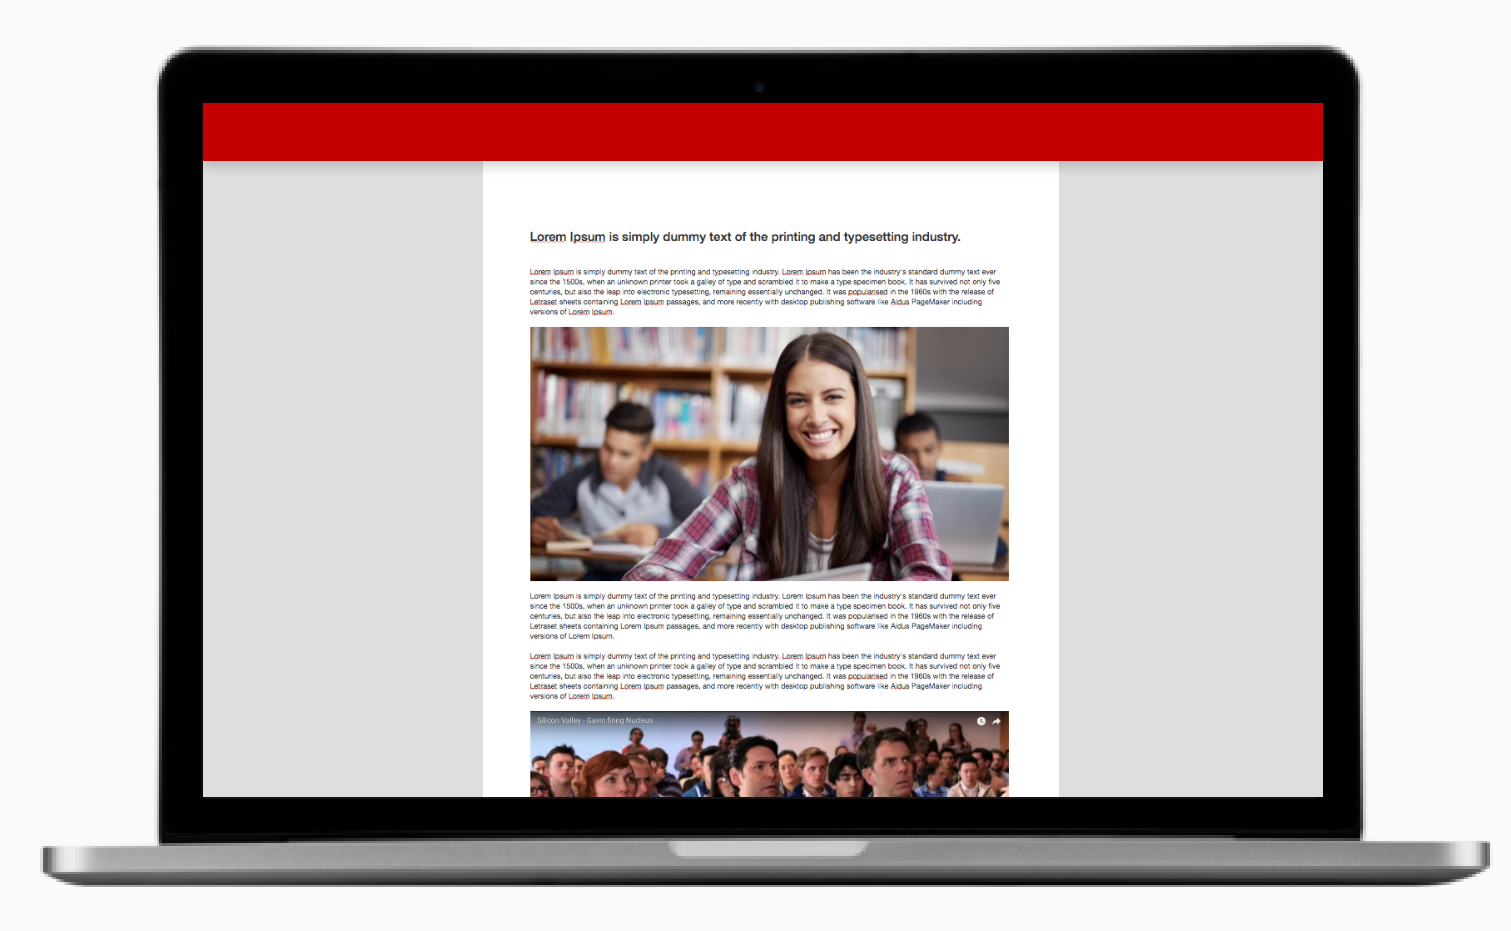 Lorem Ipsum is simply dummy text of the printing and typesetting industry.
Lorem Ipsum is simply dummy text of the printing and typesetting industry. Lorem Ipsum has been the industry's standard dummy text ever
since the 1500s, when an unknown printer took a galley of type and scrambled it to make a type specimen book. It has survived not only five
centuries, but also the leap into electronic typesetting, remaining essentially unchanged. It was popularised in the 1960s with the release of
Letraset sheets containing Lorem Ipsum passages, and more recently with desktop publishing software like Aldus PageMaker including
versions of Lorem Ipsum.
Lorem Ipsum is simply dummy text of the printing and typesetting industry. Lorem Ipsum has been the industry's standard dummy text ever
since the 1500s, when an unknown printer took a galley of type and scrambled it to make a type specimen book. It has survived not only five
centuries, but also the leap into electronic typesetting, remaining essentially unchanged. It was popularised in the 1960s with the release of
Letraset sheets containing Lorem Ipsum passages, and more recently with desktop publishing software like Aldus PageMaker including
versions of Lorem Ipsum.
Lorem Ipsum is simply dummy text of the printing and typesetting industry. Lorem Ipsum has been the industry's standard dummy text ever
since the 1500s, when an unknown printer took a galley of type and scrambled it to make a type specimen book. It has survived not only five
centuries, but also the leap into electronic typesetting, remaining essentially unchanged. It was popularised in the 1960s with the release of
Letraset sheets containing Lorem Ipsum passages, and more recently with desktop publishing software like Aldus PageMaker including
versions of Lorem Ipsum.
Silicon Valley - Gavin firing Nucleus